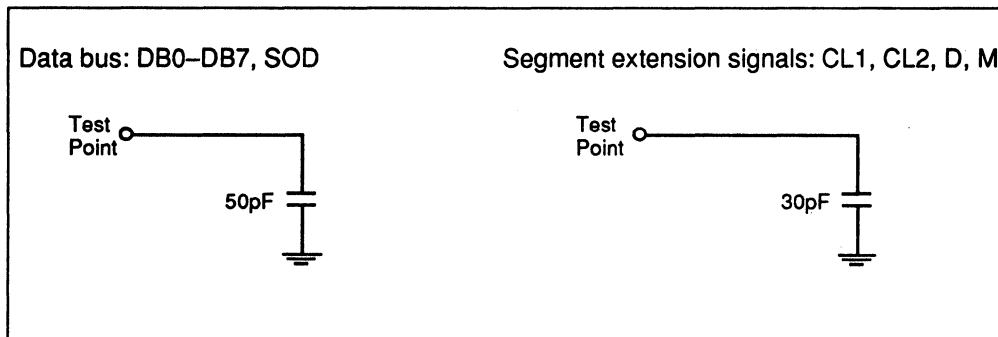 Data bus: DB0–DB7, SOD
Test
Point
50pF
Segment extension signals: CL1, CL2, D, M
Test
Point
30pF